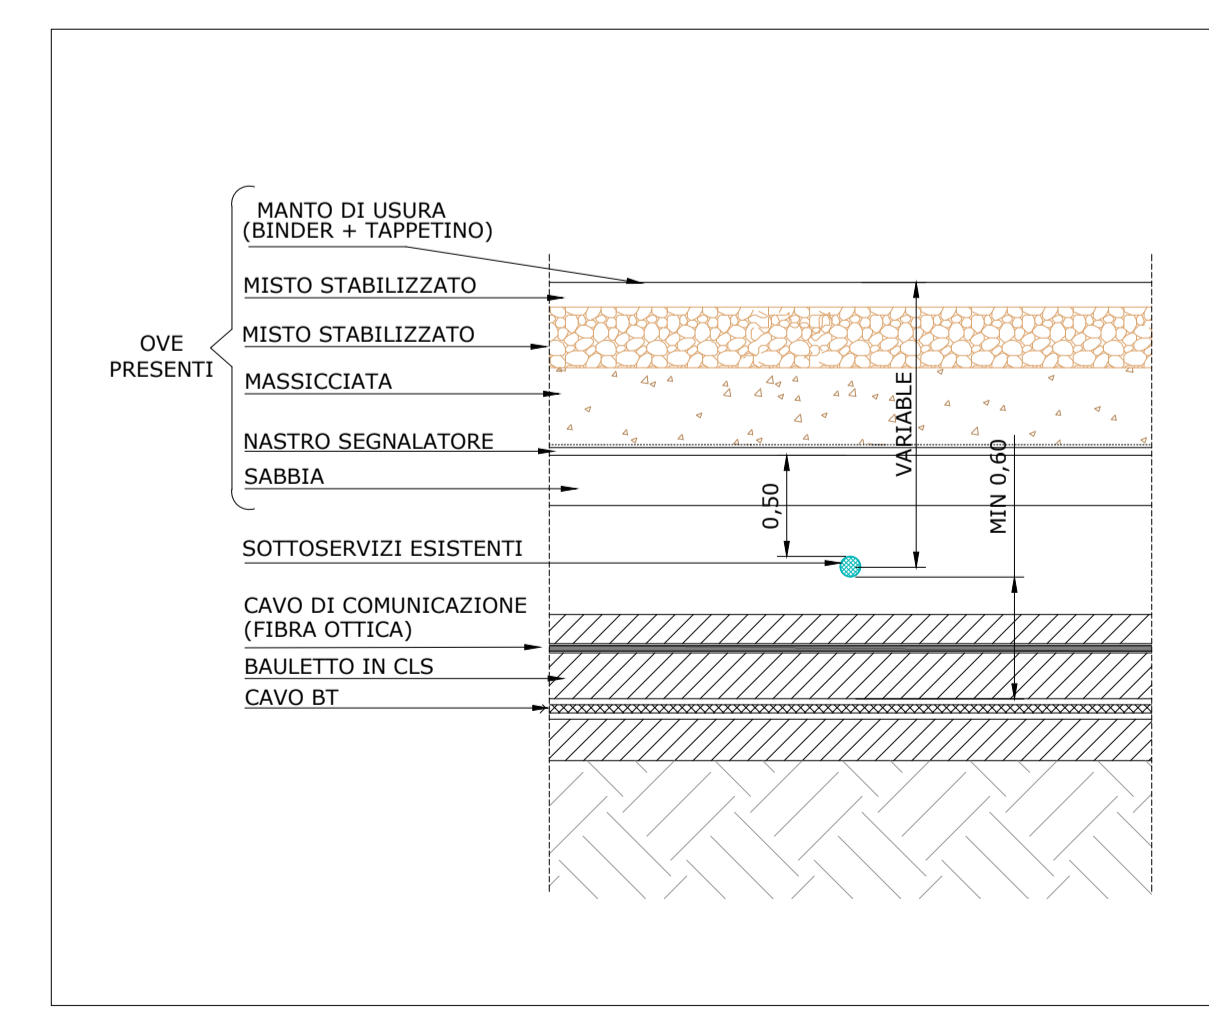 MANTO DI USURA
(BINDER + TAPPETINO)
MISTO STABILIZZATO
MISTO STABILIZZATO
OVE
PRESENTI
MASSICCIATA
NASTRO SEGNALATORE
SABBIA
SOTTOSERVIZI ESISTENTI
CAVO DI COMUNICAZIONE
(FIBRA OTTICA)
BAULETTO IN CLS
CAVO BT
0,50
VARIABLE
MIN 0,60